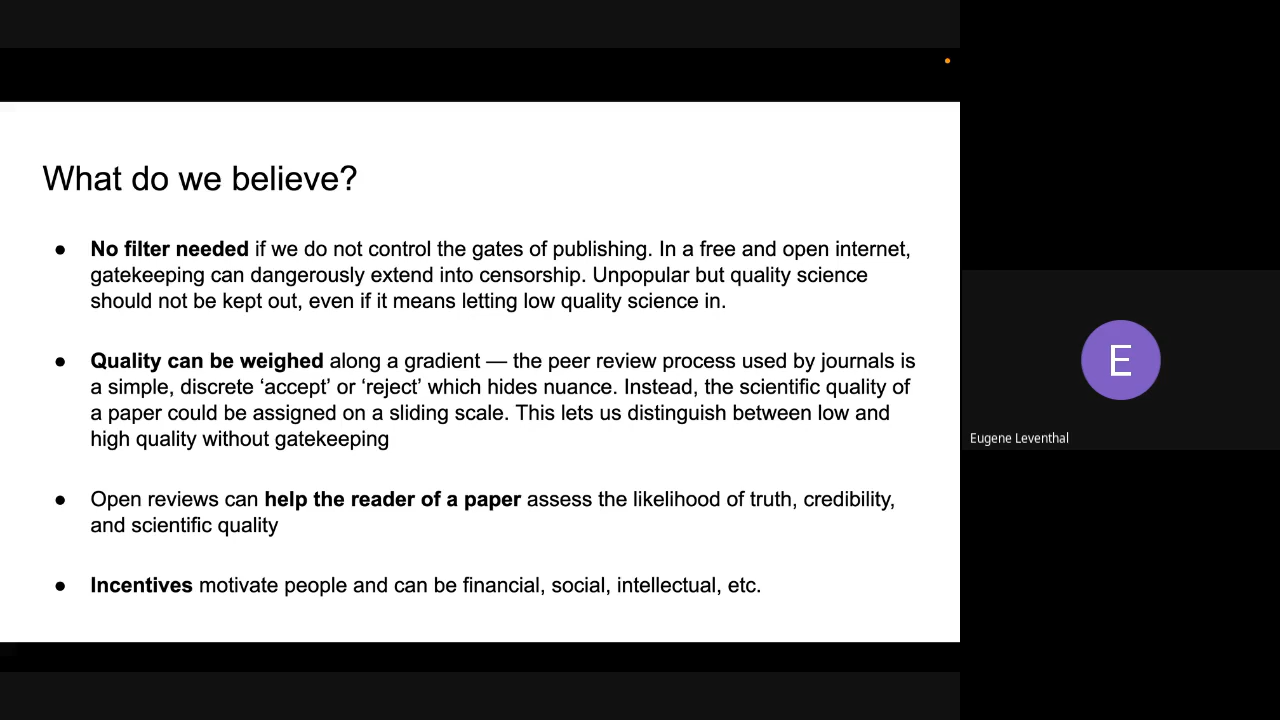 What do we believe?
● No filter needed if we do not control the gates of publishing. In a free and open internet,
gatekeeping can dangerously extend into censorship. Unpopular but quality science
should not be kept out, even if it means letting low quality science in.
● Quality can be weighed along a gradient — the peer review process used by journals is
a simple, discrete ‘accept’ or ‘reject’ which hides nuance. Instead, the scientific quality of
a paper could be assigned on a sliding scale. This lets us distinguish between low and
high quality without gatekeeping
● Open reviews can help the reader of a paper assess the likelihood of truth, credibility,
and scientific quality
● Incentives motivate people and can be financial, social, intellectual, etc.
E
Eugene Leventhal